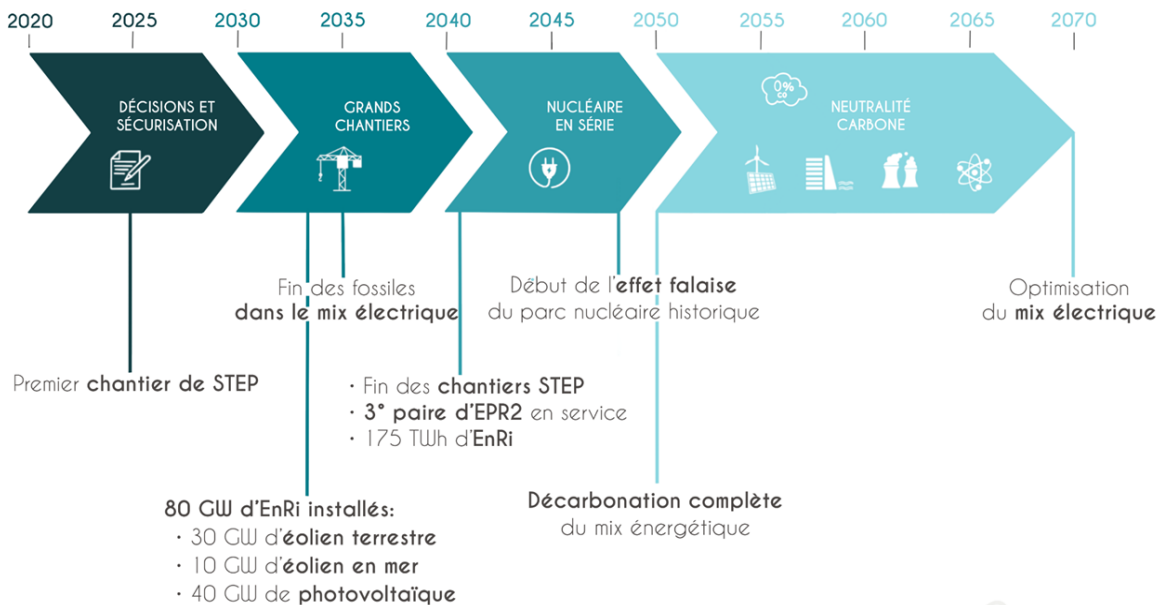 2020 2025 2030 2035 2040 2045 2050 2055 2060 2065 2070
DÉCISIONS ET
SÉCURISATION
GRANDS
CHANTIERS
NUCLÉAIRE
EN SÉRIE
0%
CO
NEUTRALITÉ
CARBONE
Fin des fossiles
dans le mix électrique
Début de l'effet falaise
du parc nucléaire historique
Optimisation
du mix électrique
Premier chantier de STEP
· Fin des chantiers STEP
· 3° paire d'EPR2 en service
· 175 TWh d'EnRi
80 GW d'EnRi installés:
· 30 GW d'éolien terrestre
· 10 GW d'éolien en mer
· 40 GW de photovoltaïque
Décarbonation complète
du mix énergétique